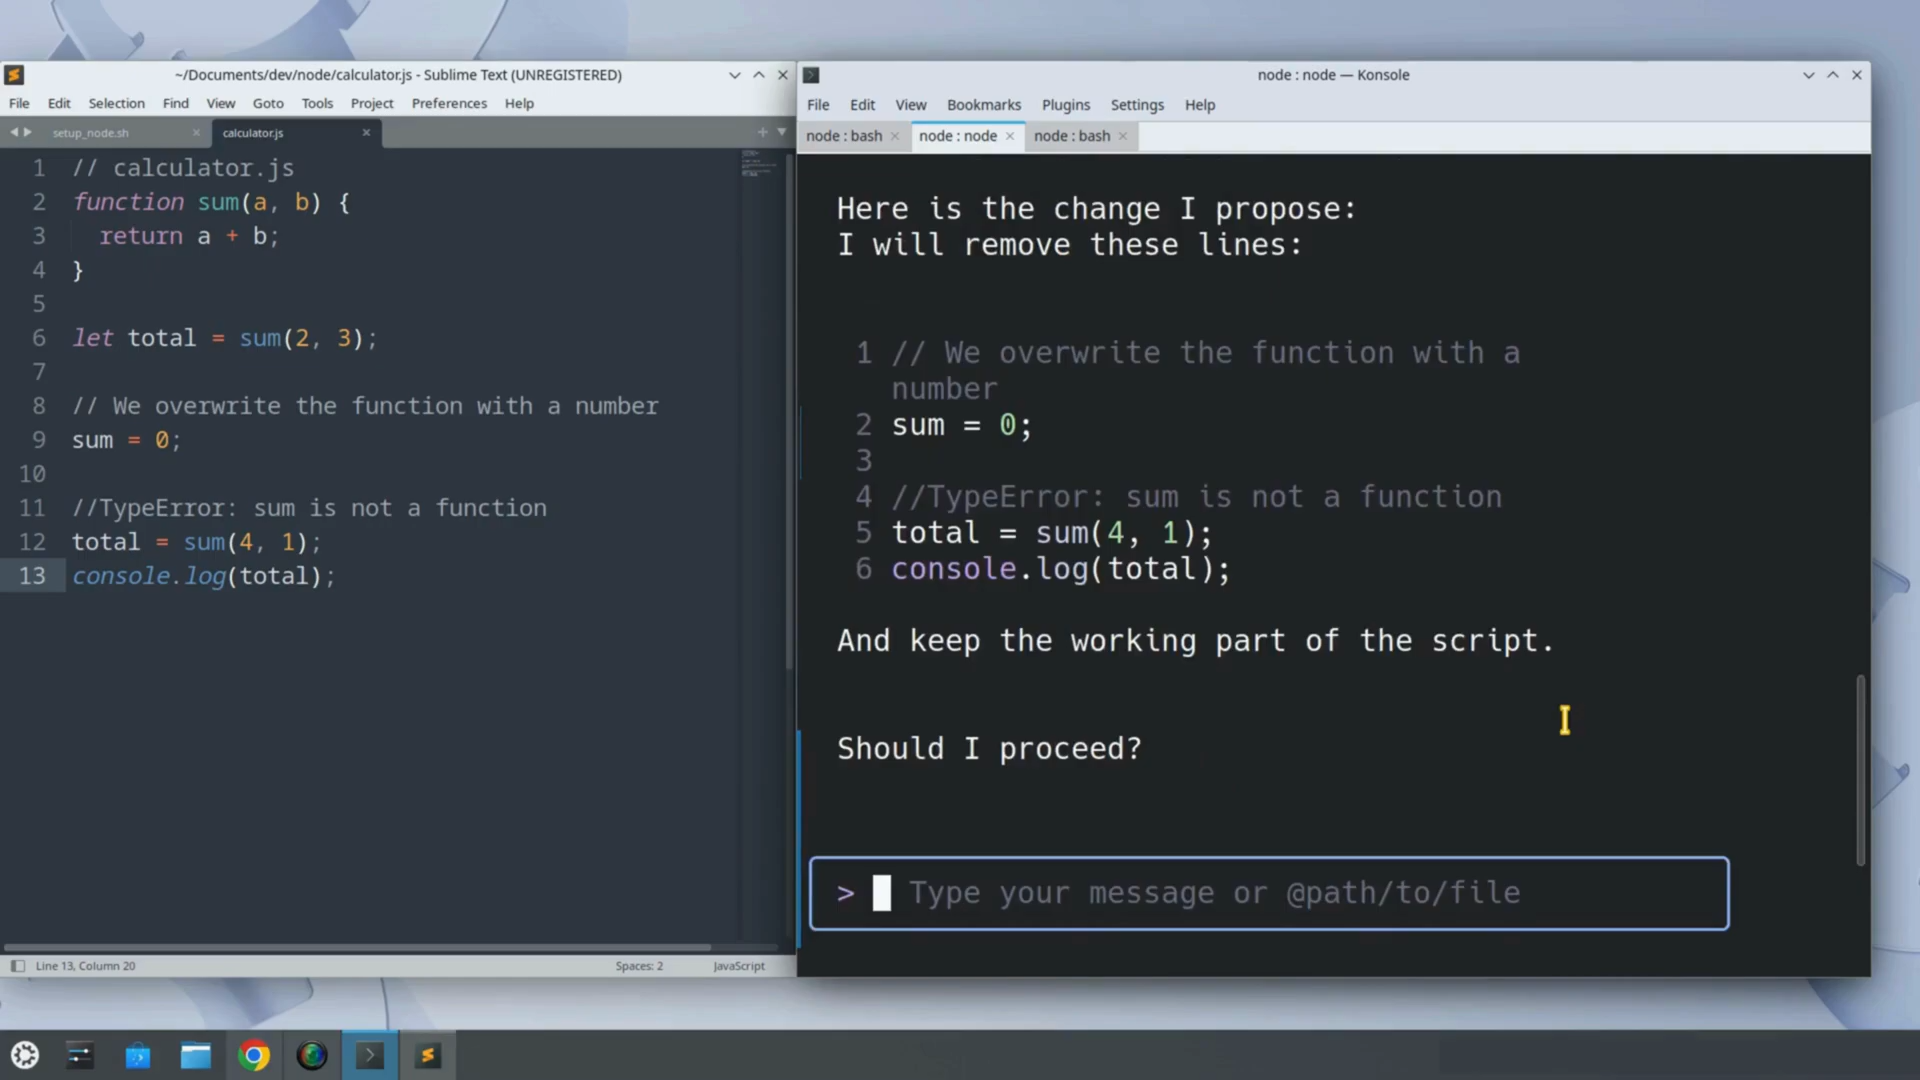 ~/Documents/dev/node/calculator.js - Sublime Text (UNREGISTERED)
File Edit Selection Find View Goto Tools Project Preferences Help
setup_node.sh
calculator.js
1 // calculator.js
2 function sum(a, b) {
3 return a + b;
4 }
5
6 let total = sum(2, 3);
7
8 // We overwrite the function with a number
9 sum = 0;
10
11 //TypeError: sum is not a function
12 total = sum(4, 1);
13 console.log(total);
Line 13, Column 20
Spaces: 2
JavaScript
node : node — Konsole
File Edit View Bookmarks Plugins Settings Help
node : bash
node : node
node : bash
Here is the change I propose:
I will remove these lines:
1 // We overwrite the function with a
number
2 sum = 0;
3
4 //TypeError: sum is not a function
5 total = sum(4, 1);
6 console.log(total);
And keep the working part of the script.
Should I proceed?
> Type your message or @path/to/file